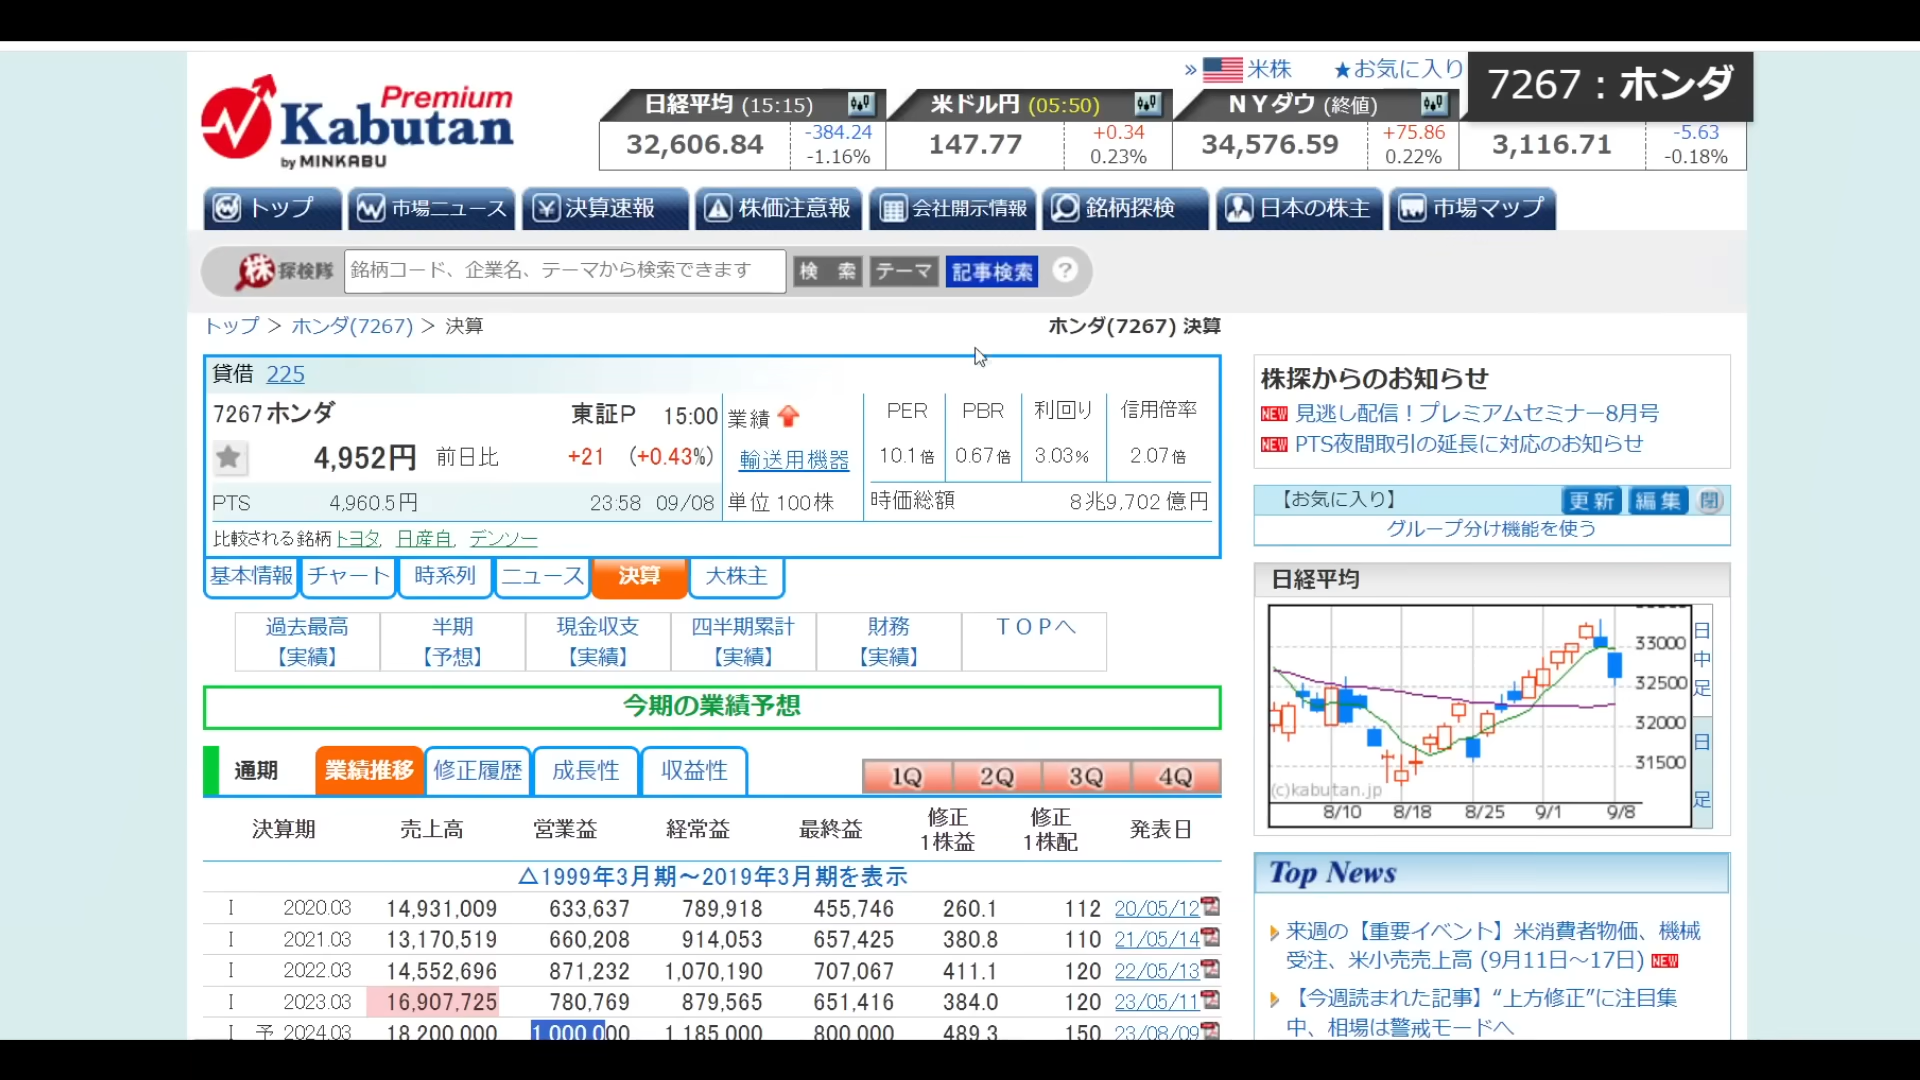 » 米株 ★お気に入り
7267：ホンダ
Premium
Kabutan
by MINKABU
日経平均 (15:15) 米ドル円 (05:50) ＮＹダウ (終値)
32,606.84 -384.24 147.77 +0.34 34,576.59 +75.86 3,116.71 -5.63
-1.16% 0.23% 0.22% -0.18%
トップ 市場ニュース 決算速報 株価注意報 会社開示情報 銘柄探検 日本の株主 市場マップ
株探検隊 銘柄コード、企業名、テーマから検索できます 検 索 テーマ 記事検索 ?
トップ ＞ ホンダ(7267) ＞ 決算 ホンダ(7267) 決算
貸借 225
7267 ホンダ 東証Ｐ 15:00 業績
4,952円 前日比 +21 (+0.43%) 輸送用機器
PTS 4,960.5円 23:58 09/08 単位 100株
PER PBR 利回り 信用倍率
10.1倍 0.67倍 3.03% 2.07倍
時価総額 8兆9,702億円
比較される銘柄 トヨタ, 日産自, デンソー
基本情報 チャート 時系列 ニュース 決算 大株主
過去最高 半期 現金収支 四半期累計 財務 ＴＯＰへ
【実績】 【予想】 【実績】 【実績】 【実績】
今期の業績予想
通期 業績推移 修正履歴 成長性 収益性 1Q 2Q 3Q 4Q
決算期 売上高 営業益 経常益 最終益 修正1株益 修正1株配 発表日
△1999年3月期～2019年3月期を表示
I 2020.03 14,931,009 633,637 789,918 455,746 260.1 112 20/05/12
I 2021.03 13,170,519 660,208 914,053 657,425 380.8 110 21/05/14
I 2022.03 14,552,696 871,232 1,070,190 707,067 411.1 120 22/05/13
I 2023.03 16,907,725 780,769 879,565 651,416 384.0 120 23/05/11
I 予 2024.03 18,200,000 1,000,000 1,185,000 800,000 489.3 150 23/08/09
株探からのお知らせ
NEW 見逃し配信！プレミアムセミナー8月号
NEW PTS夜間取引の延長に対応のお知らせ
【お気に入り】 更新 編集 閉
グループ分け機能を使う
日経平均
33000
32500
32000
31500
(c)kabutan.jp
8/10 8/18 8/25 9/1 9/8
日中足
日足
Top News
来週の【重要イベント】米消費者物価、機械
受注、米小売売上高 (9月11日～17日) NEW
【今週読まれた記事】“上方修正”に注目集
中、相場は警戒モードへ